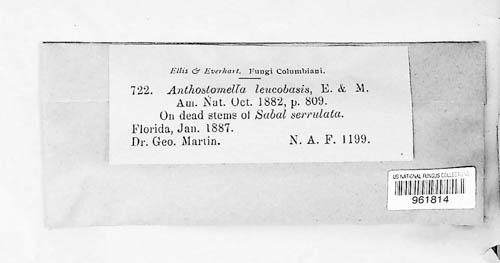 Ellis & Everhart. Fungi Columbiani.
722. Anthostomella leucobasis, E. & M.
Am. Nat. Oct. 1882, p. 809.
On dead stems of Sabal serrulata.
Florida, Jan. 1887.
Dr. Geo. Martin. N. A. F. 1199.
US NATIONAL FUNGUS COLLECTIONS
961814